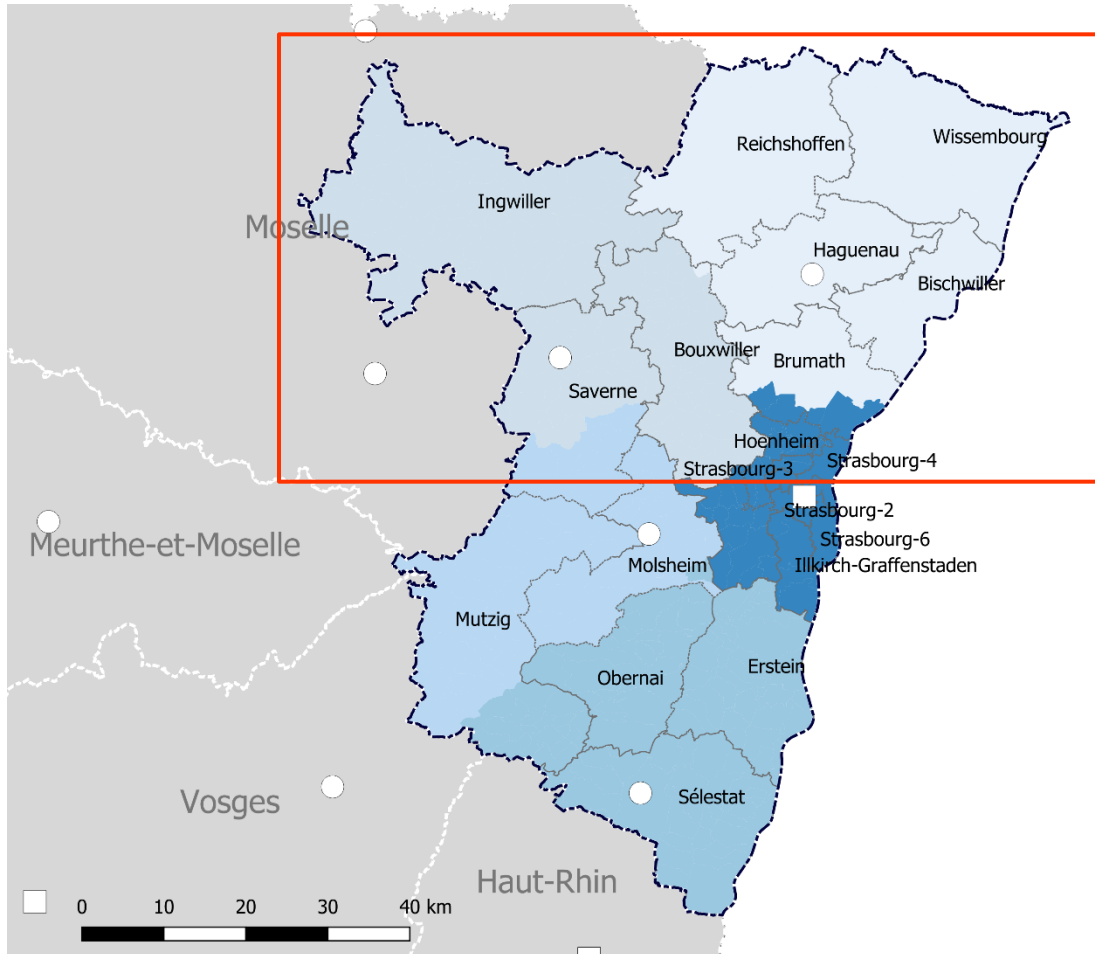 Reichshoffen
Wissembourg
Ingwiller
Moselle
Haguenau
Bischwiller
Bouxwiller
Brumath
Saverne
Hoenheim
Strasbourg-4
Strasbourg-3
Strasbourg-2
Strasbourg-6
Meurthe-et-Moselle
Molsheim
Illkirch-Graffenstaden
Mutzig
Erstein
Obernai
Vosges
Sélestat
Haut-Rhin
0 10 20 30 40 km